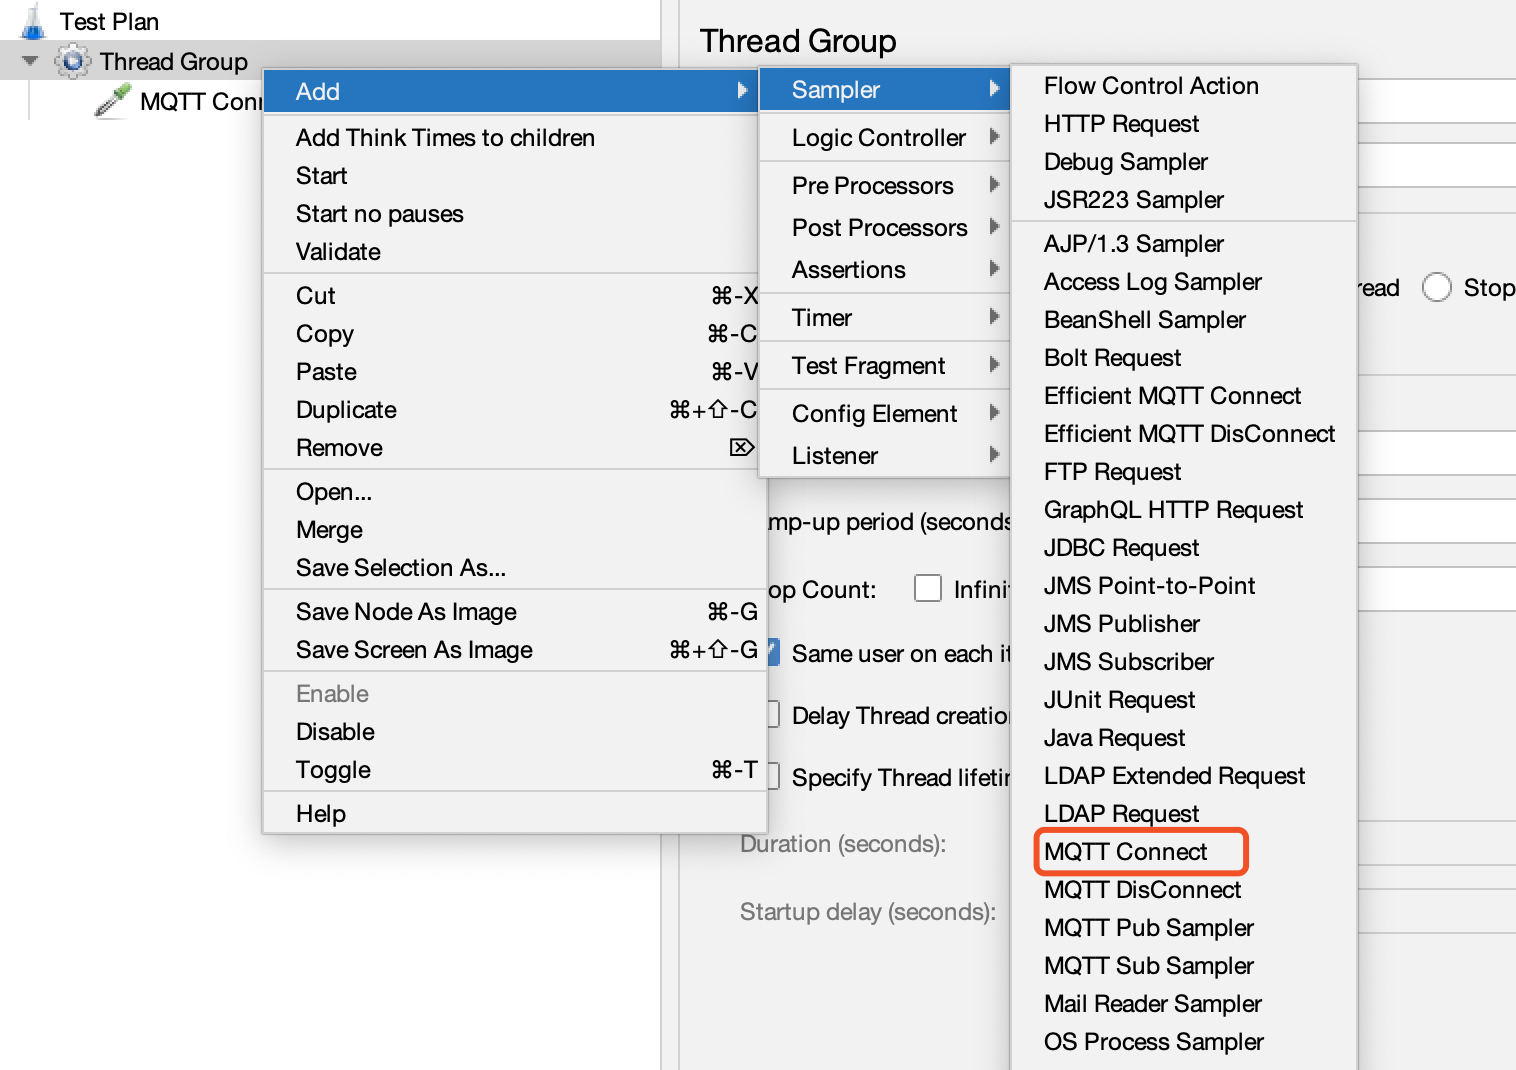 Test Plan
Thread Group
MQTT Con
Add
Add Think Times to children
Start
Start no pauses
Validate
Cut ⌘-X
Copy ⌘-C
Paste ⌘-V
Duplicate ⌘+⇧-C
Remove ⌦
Open...
Merge
Save Selection As...
Save Node As Image ⌘-G
Save Screen As Image ⌘+⇧-G
Enable
Disable
Toggle ⌘-T
Help
Thread Group
Sampler
Logic Controller
Pre Processors
Post Processors
Assertions
Timer
Test Fragment
Config Element
Listener
mp-up period (seconds
op Count:
Infini
Same user on each it
Delay Thread creatio
Specify Thread lifeti
Duration (seconds):
Startup delay (seconds):
Flow Control Action
HTTP Request
Debug Sampler
JSR223 Sampler
AJP/1.3 Sampler
Access Log Sampler
BeanShell Sampler
Bolt Request
Efficient MQTT Connect
Efficient MQTT DisConnect
FTP Request
GraphQL HTTP Request
JDBC Request
JMS Point-to-Point
JMS Publisher
JMS Subscriber
JUnit Request
Java Request
LDAP Extended Request
LDAP Request
MQTT Connect
MQTT DisConnect
MQTT Pub Sampler
MQTT Sub Sampler
Mail Reader Sampler
OS Process Sampler
read
Stop